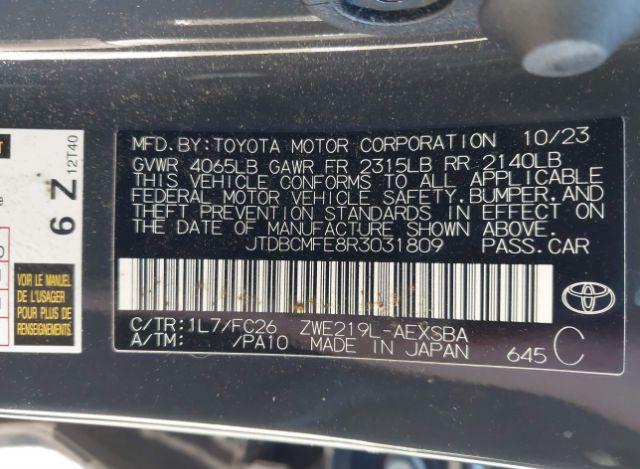 MFD. BY: TOYOTA MOTOR CORPORATION 10/23
GVWR 4065LB GAWR FR 2315LB RR 2140LB
THIS VEHICLE CONFORMS TO ALL APPLICABLE
FEDERAL MOTOR VEHICLE SAFETY, BUMPER, AND
THEFT PREVENTION STANDARDS IN EFFECT ON
THE DATE OF MANUFACTURE SHOWN ABOVE.
JTDBCMFE8R3031809 PASS.CAR
C/TR: 1L7/FC26 ZWE219L-AEXSBA
A/TM: /PA10 MADE IN JAPAN 645 C
6 Z 12T40
VOIR LE MANUEL
DE L'USAGER
POUR PLUS DE
RENSEIGNEMENTS